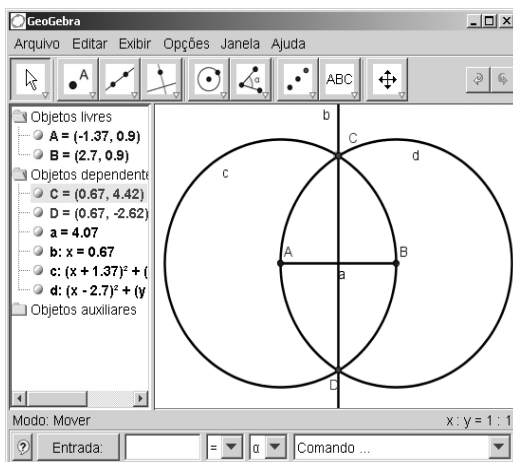 GeoGebra
Arquivo Editar Exibir Opções Janela Ajuda
A
α
ABC
Objetos livres
A = (-1.37, 0.9)
B = (2.7, 0.9)
Objetos dependente
C = (0.67, 4.42)
D = (0.67, -2.62)
a = 4.07
b: x = 0.67
c: (x + 1.37)² + (
d: (x - 2.7)² + (y
Objetos auxiliares
b
C
c
d
A
B
a
D
Modo: Mover
x : y = 1 : 1
? Entrada: = α Comando ...